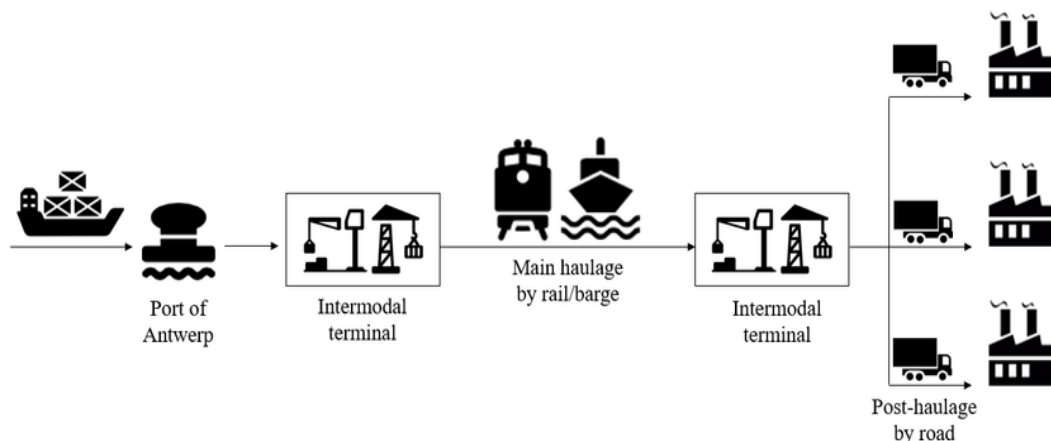 Port of
Antwerp
Intermodal
terminal
Main haulage
by rail/barge
Intermodal
terminal
Post-haulage
by road